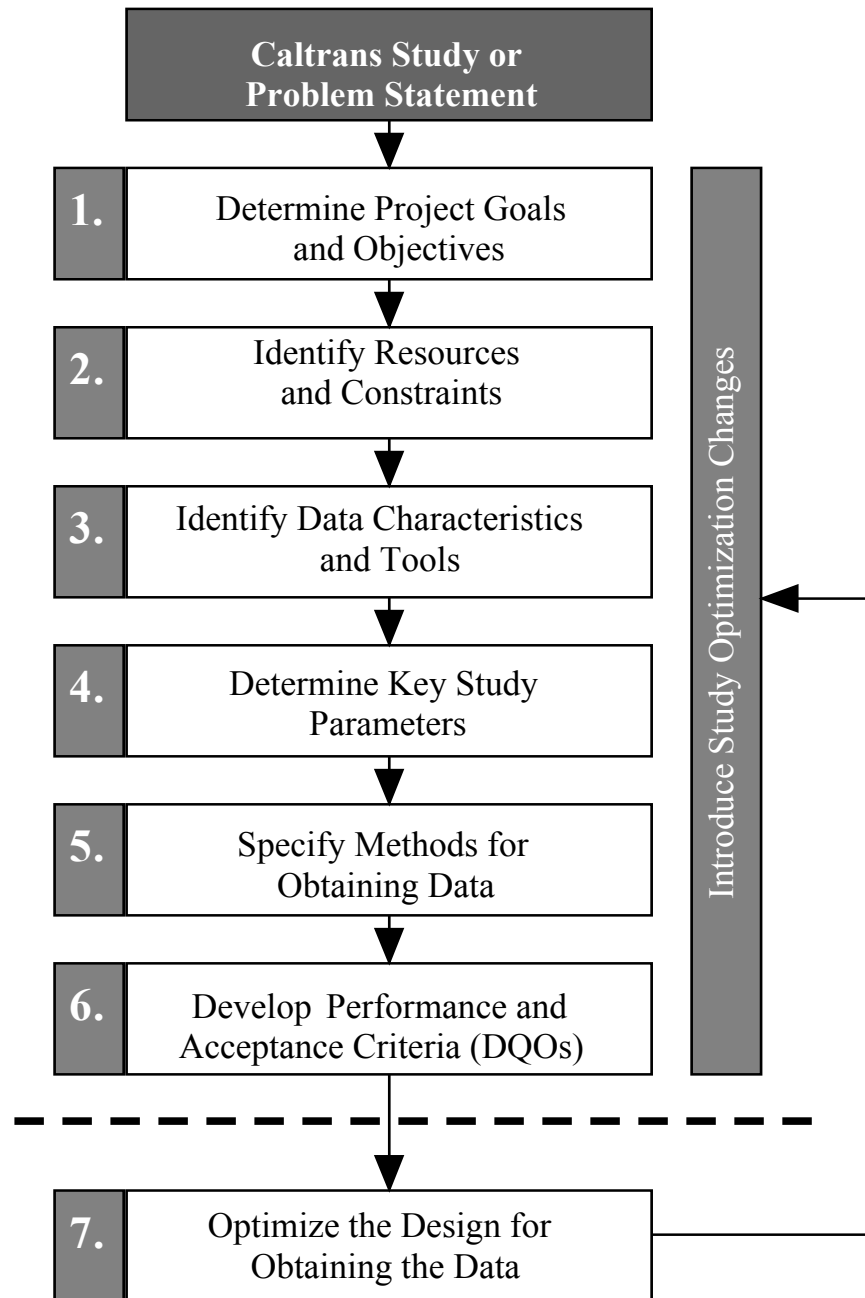 Caltrans Study or
Problem Statement
1.
Determine Project Goals
and Objectives
2.
Identify Resources
and Constraints
3.
Identify Data Characteristics
and Tools
4.
Determine Key Study
Parameters
5.
Specify Methods for
Obtaining Data
6.
Develop Performance and
Acceptance Criteria (DQOs)
7.
Optimize the Design for
Obtaining the Data
Introduce Study Optimization Changes